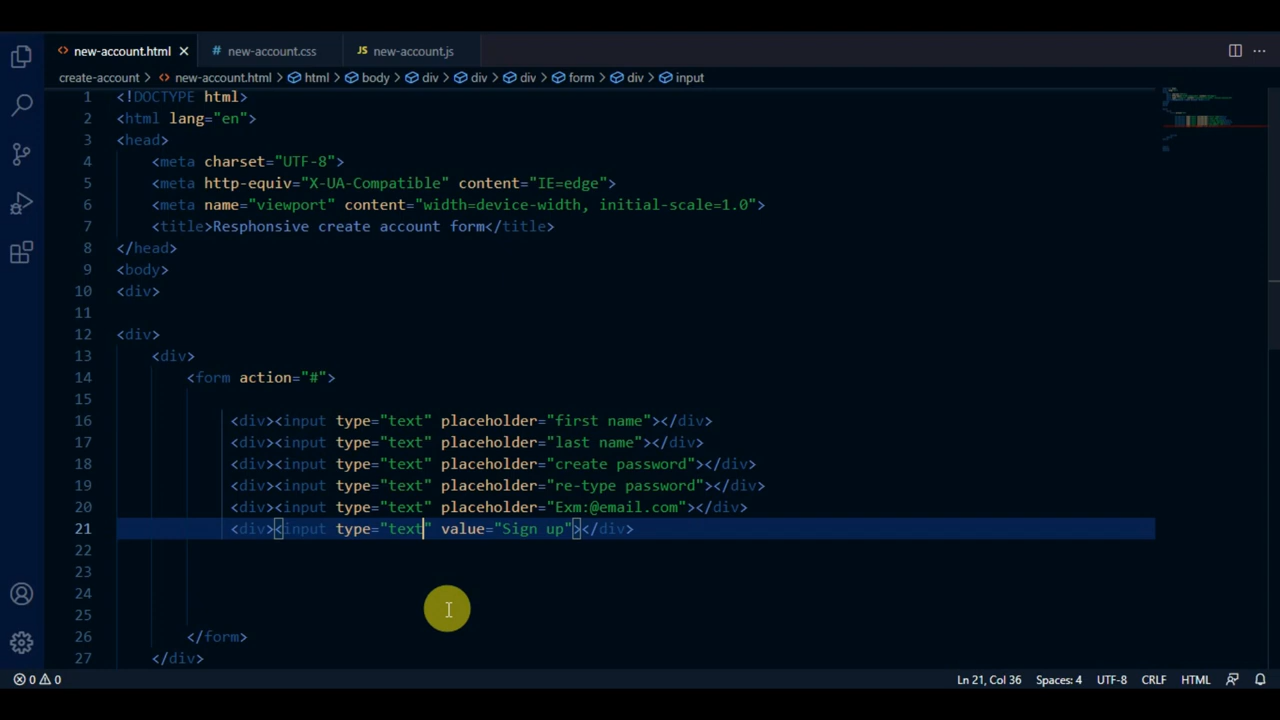 new-account.html
# new-account.css
JS new-account.js
create-account > new-account.html > html > body > div > div > div > form > div > input
1 <!DOCTYPE html>
2 <html lang="en">
3 <head>
4 <meta charset="UTF-8">
5 <meta http-equiv="X-UA-Compatible" content="IE=edge">
6 <meta name="viewport" content="width=device-width, initial-scale=1.0">
7 <title>Resphonsive create account form</title>
8 </head>
9 <body>
10 <div>
11
12 <div>
13 <div>
14 <form action="#">
15
16 <div><input type="text" placeholder="first name"></div>
17 <div><input type="text" placeholder="last name"></div>
18 <div><input type="text" placeholder="create password"></div>
19 <div><input type="text" placeholder="re-type password"></div>
20 <div><input type="text" placeholder="Exm:@email.com"></div>
21 <div><input type="text" value="Sign up"></div>
22
23
24
25
26 </form>
27 </div>
0 0 Ln 21, Col 36 Spaces: 4 UTF-8 CRLF HTML